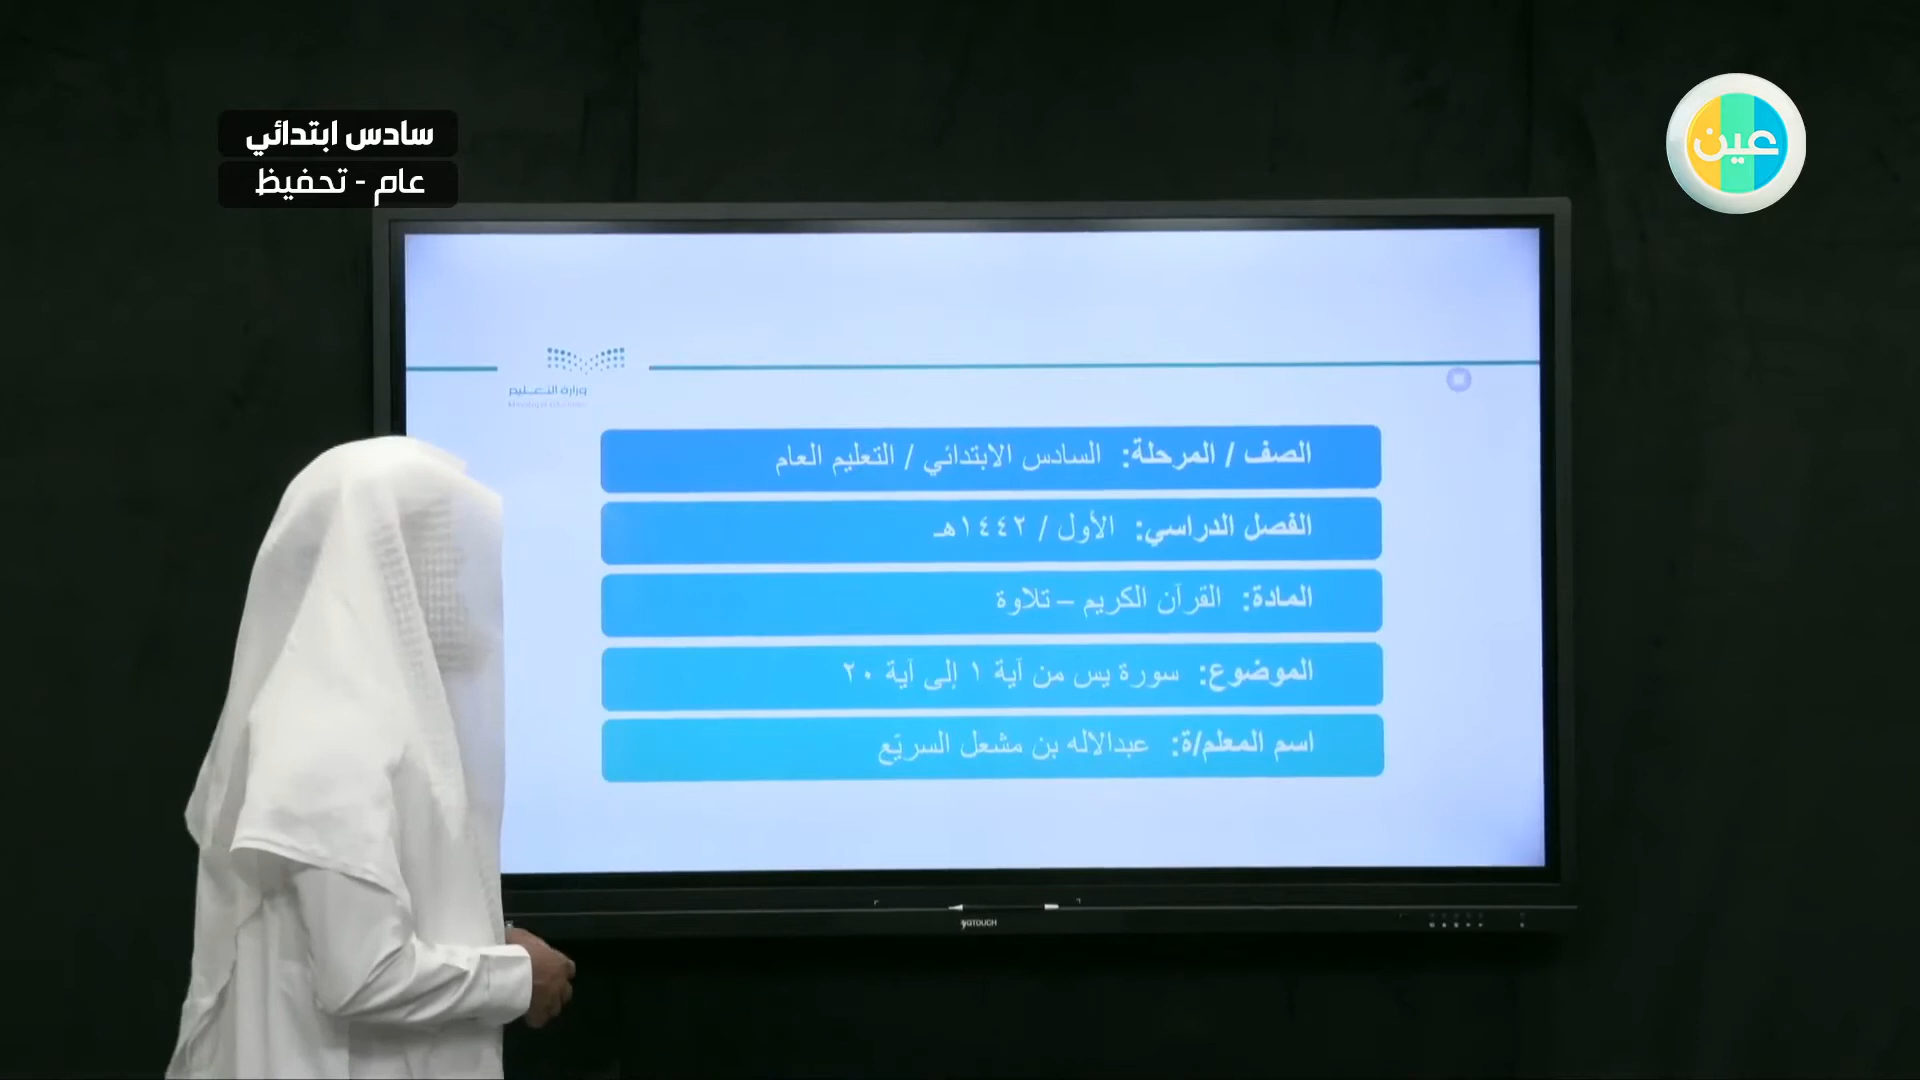 سادس ابتدائي
عام - تحفيظ
عين
وزارة التعليم
الصف / المرحلة: السادس الابتدائي / التعليم العام
الفصل الدراسي: الأول / ١٤٤٢هـ
المادة: القرآن الكريم – تلاوة
الموضوع: سورة يس من آية ١ إلى آية ٢٠
اسم المعلم/ة: عبدالاله بن مشعل السريّع